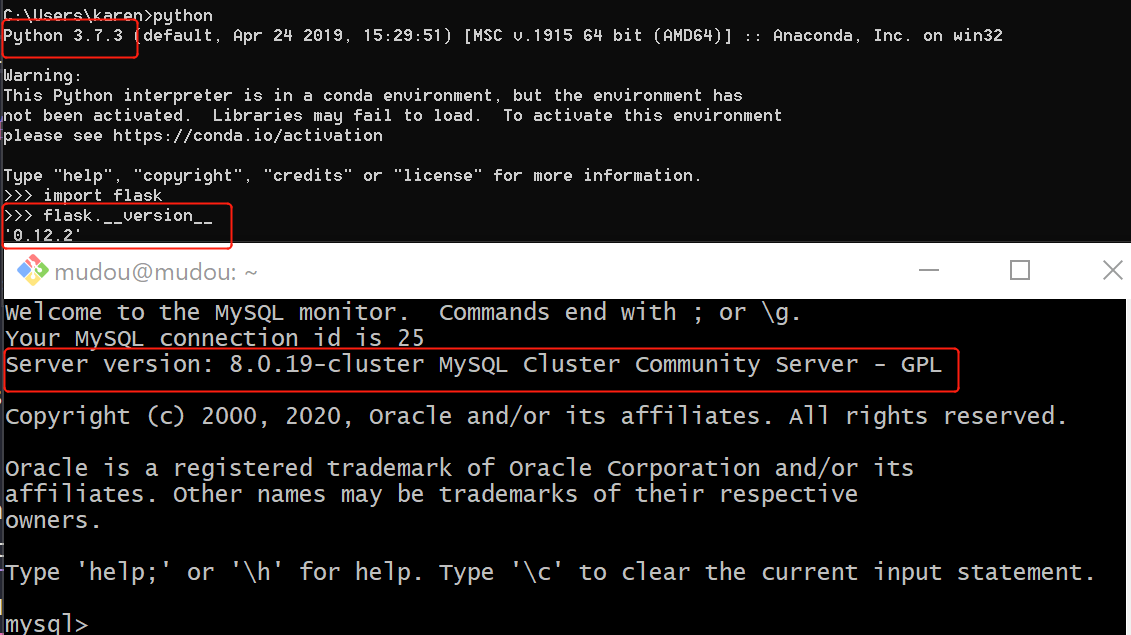 C:\Users\karen>python
Python 3.7.3 (default, Apr 24 2019, 15:29:51) [MSC v.1915 64 bit (AMD64)] :: Anaconda, Inc. on win32
Warning:
This Python interpreter is in a conda environment, but the environment has
not been activated.  Libraries may fail to load.  To activate this environment
please see https://conda.io/activation
Type "help", "copyright", "credits" or "license" for more information.
>>> import flask
>>> flask.__version__
'0.12.2'
mudou@mudou: ~
Welcome to the MySQL monitor.  Commands end with ; or \g.
Your MySQL connection id is 25
Server version: 8.0.19-cluster MySQL Cluster Community Server - GPL
Copyright (c) 2000, 2020, Oracle and/or its affiliates. All rights reserved.
Oracle is a registered trademark of Oracle Corporation and/or its
affiliates. Other names may be trademarks of their respective
owners.
Type 'help;' or '\h' for help. Type '\c' to clear the current input statement.
mysql>